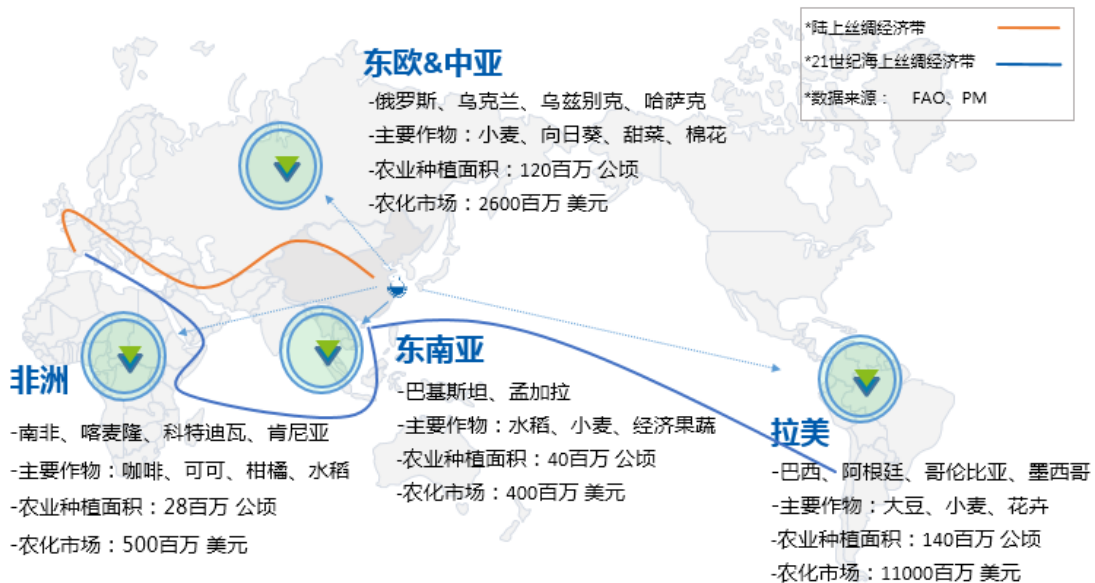 *陆上丝绸经济带
*21世纪海上丝绸经济带
*数据来源： FAO、PM
东欧&中亚
-俄罗斯、乌克兰、乌兹别克、哈萨克
-主要作物：小麦、向日葵、甜菜、棉花
-农业种植面积：120百万 公顷
-农化市场：2600百万 美元
非洲
-南非、喀麦隆、科特迪瓦、肯尼亚
-主要作物：咖啡、可可、柑橘、水稻
-农业种植面积：28百万 公顷
-农化市场：500百万 美元
东南亚
-巴基斯坦、孟加拉
-主要作物：水稻、小麦、经济果蔬
-农业种植面积：40百万 公顷
-农化市场：400百万 美元
拉美
-巴西、阿根廷、哥伦比亚、墨西哥
-主要作物：大豆、小麦、花卉
-农业种植面积：140百万 公顷
-农化市场：11000百万 美元